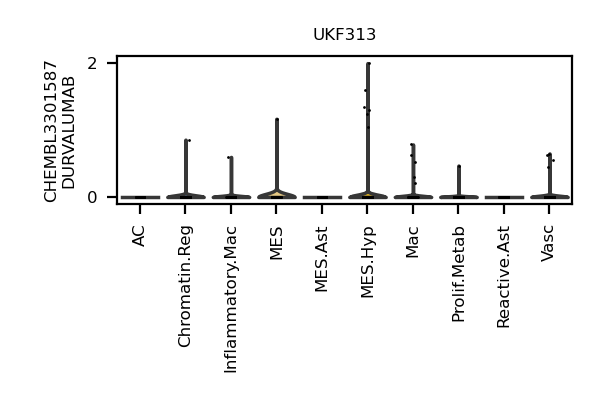 UKF313
CHEMBL3301587
DURVALUMAB
2
0
AC
Chromatin.Reg
Inflammatory.Mac
MES
MES.Ast
MES.Hyp
Mac
Prolif.Metab
Reactive.Ast
Vasc